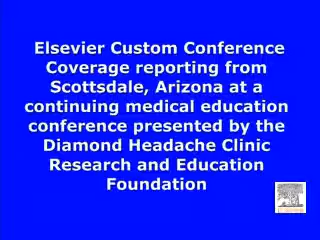 Elsevier Custom Conference
Coverage reporting from
Scottsdale, Arizona at a
continuing medical education
conference presented by the
Diamond Headache Clinic
Research and Education
Foundation